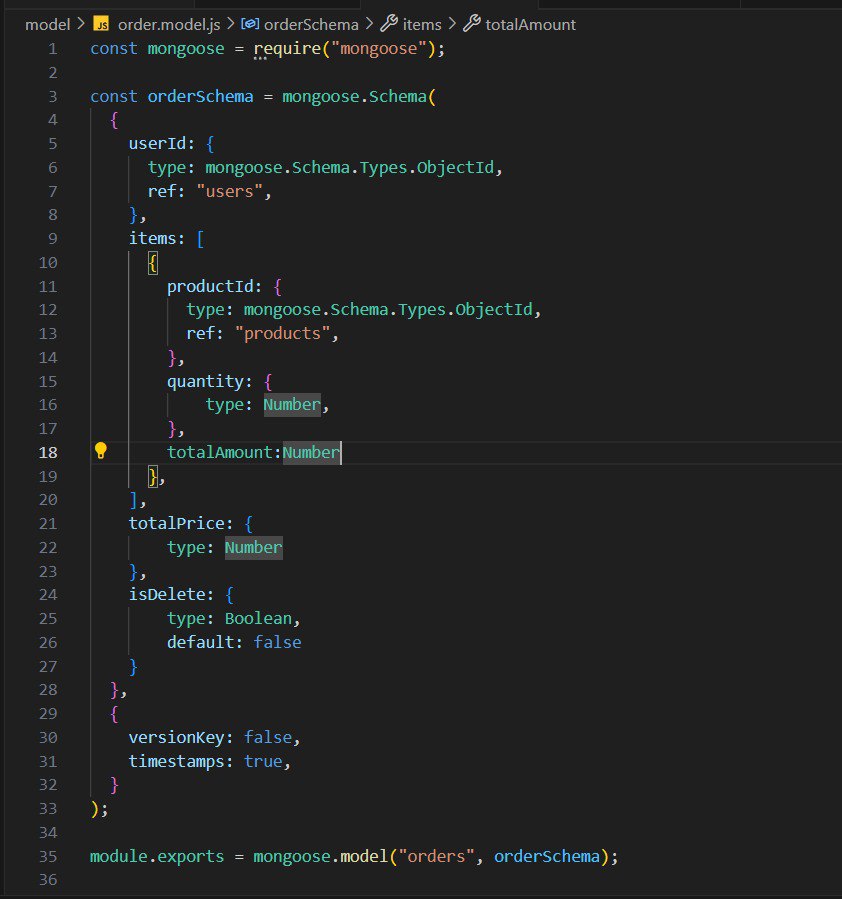 model > JS order.model.js > orderSchema > items > totalAmount
1 const mongoose = require("mongoose");
2
3 const orderSchema = mongoose.Schema(
4   {
5     userId: {
6       type: mongoose.Schema.Types.ObjectId,
7       ref: "users",
8     },
9     items: [
10       {
11         productId: {
12           type: mongoose.Schema.Types.ObjectId,
13           ref: "products",
14         },
15         quantity: {
16             type: Number,
17         },
18         totalAmount:Number
19       },
20     ],
21     totalPrice: {
22         type: Number
23     },
24     isDelete: {
25         type: Boolean,
26         default: false
27     }
28   },
29   {
30     versionKey: false,
31     timestamps: true,
32   }
33 );
34
35 module.exports = mongoose.model("orders", orderSchema);
36